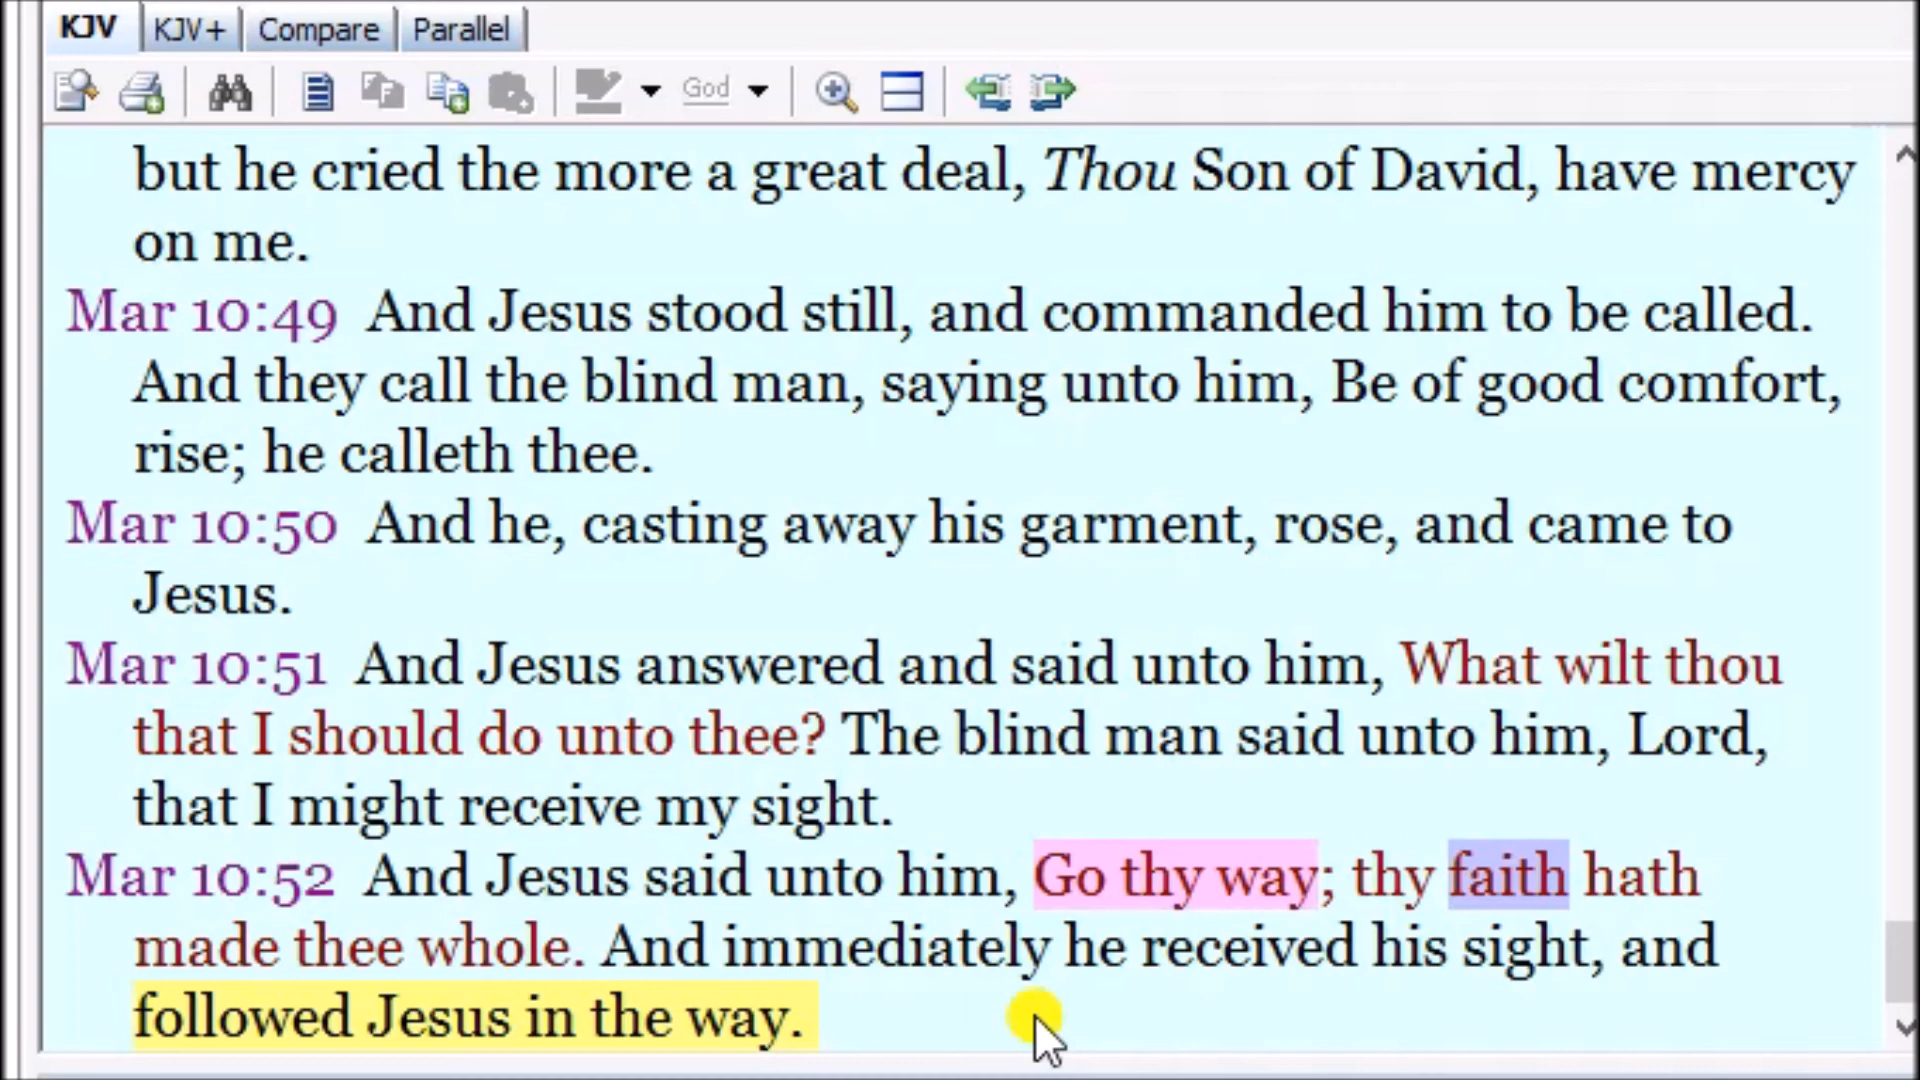 KJV KJV+ Compare Parallel
God
but he cried the more a great deal, Thou Son of David, have mercy
on me.
Mar 10:49 And Jesus stood still, and commanded him to be called.
And they call the blind man, saying unto him, Be of good comfort,
rise; he calleth thee.
Mar 10:50 And he, casting away his garment, rose, and came to
Jesus.
Mar 10:51 And Jesus answered and said unto him, What wilt thou
that I should do unto thee? The blind man said unto him, Lord,
that I might receive my sight.
Mar 10:52 And Jesus said unto him, Go thy way; thy faith hath
made thee whole. And immediately he received his sight, and
followed Jesus in the way.